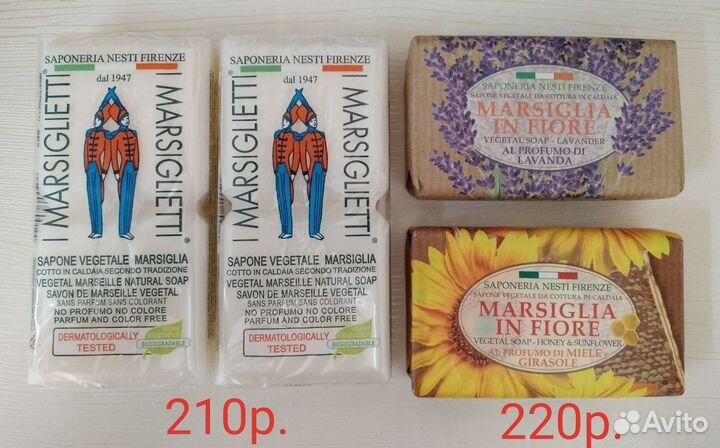 SAPONERIA NESTI FIRENZE
dal 1947
I MARSIGLIETTI
I MARSIGLIETTI
SAPONE VEGETALE MARSIGLIA
COTTO IN CALDAIA SECONDO TRADIZIONE
VEGETAL MARSEILLE NATURAL SOAP
SAVON DE MARSEILLE VEGETAL
SANS PARFUM SANS COLORANT
NO PROFUMO NO COLORE
PARFUM AND COLOR FREE
DERMATOLOGICALLY
TESTED
BIODEGRADABLE
SAPONERIA NESTI FIRENZE
dal 1947
I MARSIGLIETTI
I MARSIGLIETTI
®
SAPONE VEGETALE MARSIGLIA
COTTO IN CALDAIA SECONDO TRADIZIONE
VEGETAL MARSEILLE NATURAL SOAP
SAVON DE MARSEILLE VEGETAL
SANS PARFUM SANS COLORANT
NO PROFUMO NO COLORE
PARFUM AND COLOR FREE
DERMATOLOGICALLY
TESTED
BIODEGRADABLE
SAPONERIA NESTI FIRENZE
SAPONE VEGETALE DA COTTURA IN CALDAIA
MARSIGLIA
IN FIORE
VEGETAL SOAP - LAVANDER
AL PROFUMO DI
LAVANDA
SAPONERIA NESTI FIRENZE
SAPONE VEGETALE DA COTTURA IN CALDAIA
MARSIGLIA
IN FIORE
VEGETAL SOAP - HONEY & SUNFLOWER
AL PROFUMO DI MIELE e
GIRASOLE
210р.
220р.
Avito